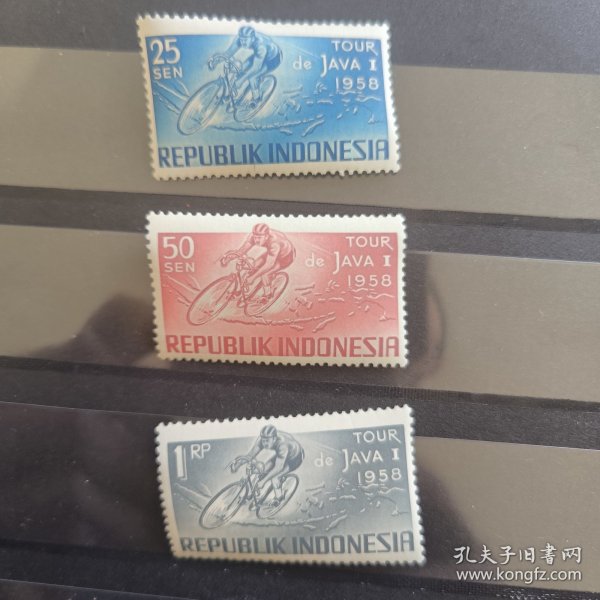 25
SEN
TOUR
de JAVA I
1958
REPUBLIK INDONESIA
50
SEN
TOUR
de JAVA I
1958
REPUBLIK INDONESIA
1 RP
TOUR
de JAVA I
1958
REPUBLIK INDONESIA
孔夫子旧書网
www.kongfz.com